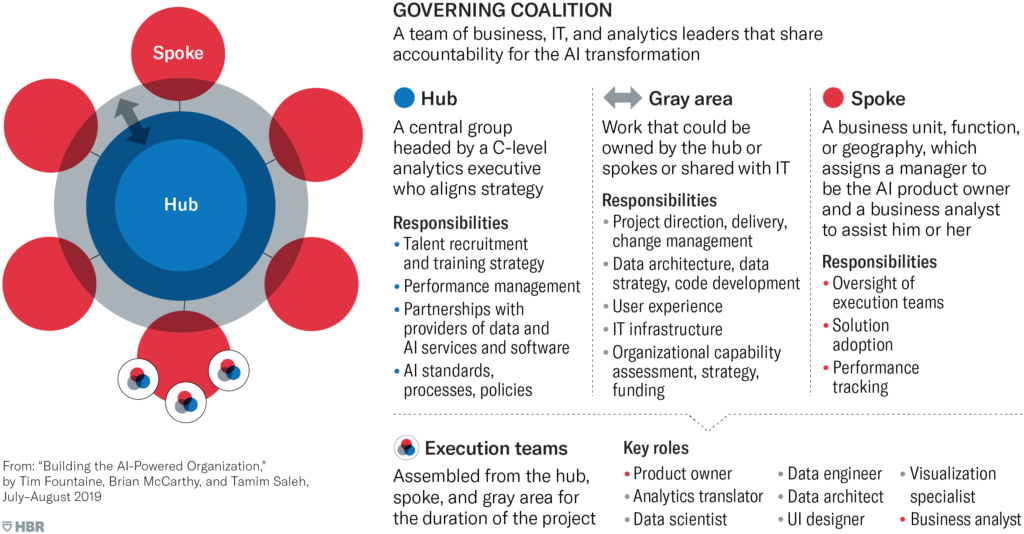 Spoke
Hub
GOVERNING COALITION
A team of business, IT, and analytics leaders that share
accountability for the AI transformation
Hub
A central group
headed by a C-level
analytics executive
who aligns strategy
Responsibilities
• Talent recruitment
and training strategy
• Performance management
• Partnerships with
providers of data and
AI services and software
• AI standards,
processes, policies
Gray area
Work that could be
owned by the hub or
spokes or shared with IT
Responsibilities
• Project direction, delivery,
change management
• Data architecture, data
strategy, code development
• User experience
• IT infrastructure
• Organizational capability
assessment, strategy,
funding
Spoke
A business unit, function,
or geography, which
assigns a manager to
be the AI product owner
and a business analyst
to assist him or her
Responsibilities
• Oversight of
execution teams
• Solution
adoption
• Performance
tracking
Execution teams
Assembled from the hub,
spoke, and gray area for
the duration of the project
Key roles
• Product owner
• Analytics translator
• Data scientist
• Data engineer
• Data architect
• UI designer
• Visualization
specialist
• Business analyst
From: “Building the AI-Powered Organization,”
by Tim Fountaine, Brian McCarthy, and Tamim Saleh,
July–August 2019
HBR